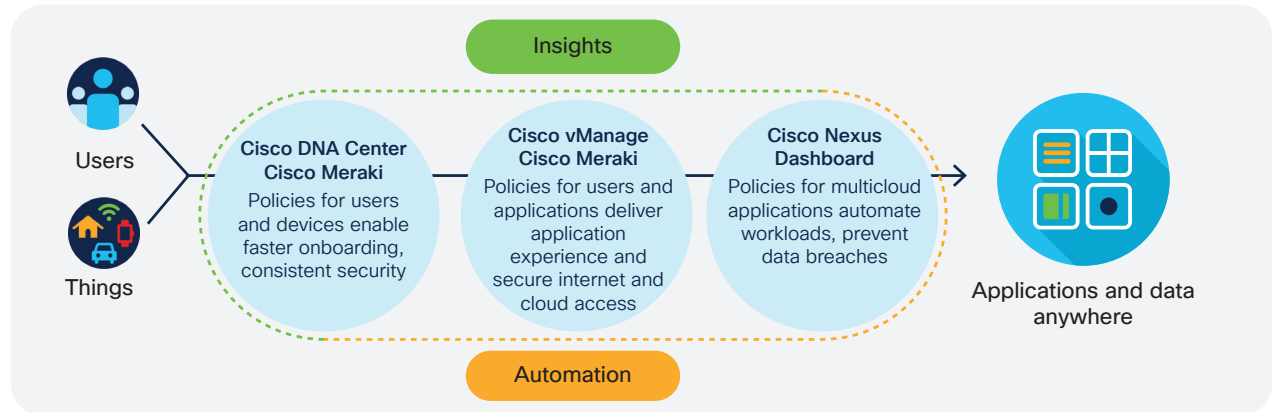 Insights
Users
Things
Cisco DNA Center
Cisco Meraki
Policies for users
and devices enable
faster onboarding,
consistent security
Cisco vManage
Cisco Meraki
Policies for users and
applications deliver
application
experience and
secure internet and
cloud access
Cisco Nexus
Dashboard
Policies for multicloud
applications automate
workloads, prevent
data breaches
Applications and data
anywhere
Automation